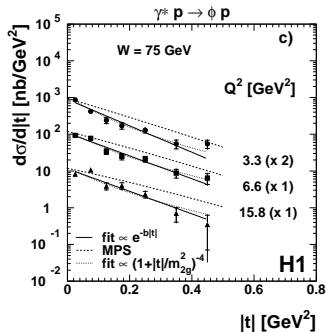 γ* p → ϕ p
dσ/d|t| [nb/GeV²]
10⁵
10⁴
10³
10²
10
1
10⁻¹
10⁻²
W = 75 GeV
c)
Q² [GeV²]
3.3 (x 2)
6.6 (x 1)
15.8 (x 1)
fit ∝ e⁻ᵇ|ᵗ|
MPS
fit ∝ (1+|t|/m²₂g)⁻⁴
H1
0 0.2 0.4 0.6 0.8
|t| [GeV²]